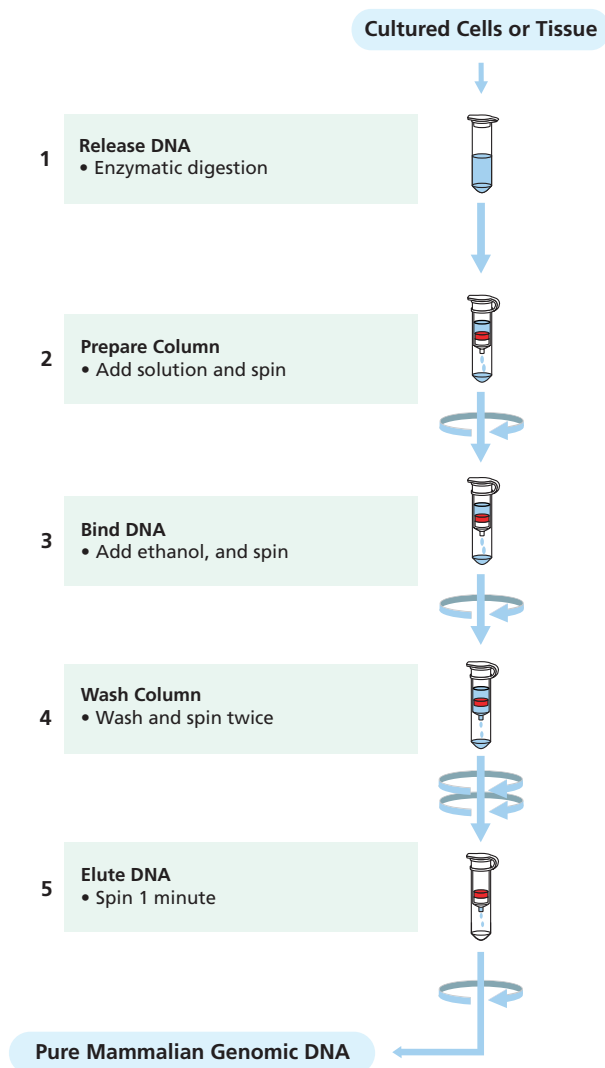 Cultured Cells or Tissue
1
Release DNA
• Enzymatic digestion
2
Prepare Column
• Add solution and spin
3
Bind DNA
• Add ethanol, and spin
4
Wash Column
• Wash and spin twice
5
Elute DNA
• Spin 1 minute
Pure Mammalian Genomic DNA